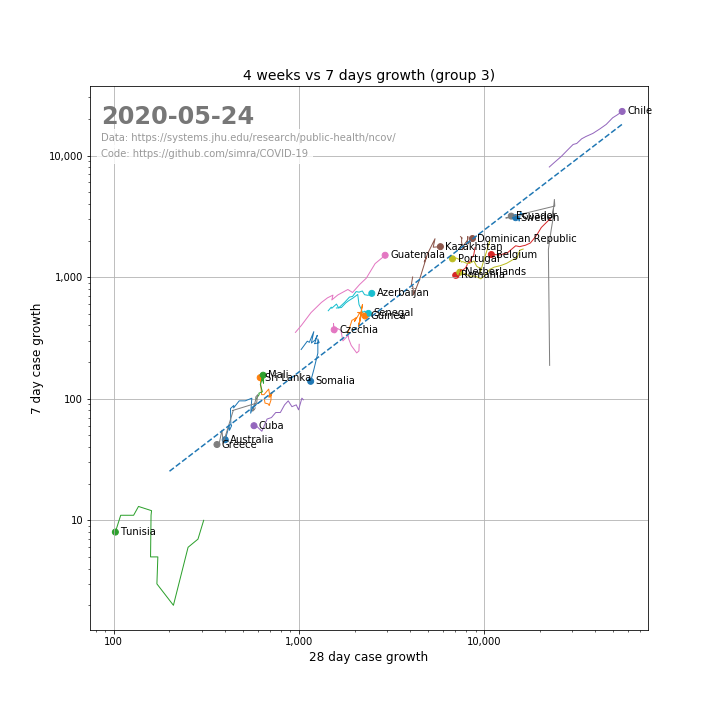 4 weeks vs 7 days growth (group 3)
2020-05-24
Data: https://systems.jhu.edu/research/public-health/ncov/
Code: https://github.com/simra/COVID-19
Chile
10,000
Ecuador
Sweden
Dominican Republic
Kazakhstan
Guatemala
Belgium
Portugal
Netherlands
Romania
1,000
Azerbaijan
Senegal
Guinea
Czechia
Mali
Sri Lanka
Somalia
100
Cuba
Australia
Greece
10
Tunisia
7 day case growth
100
1,000
10,000
28 day case growth